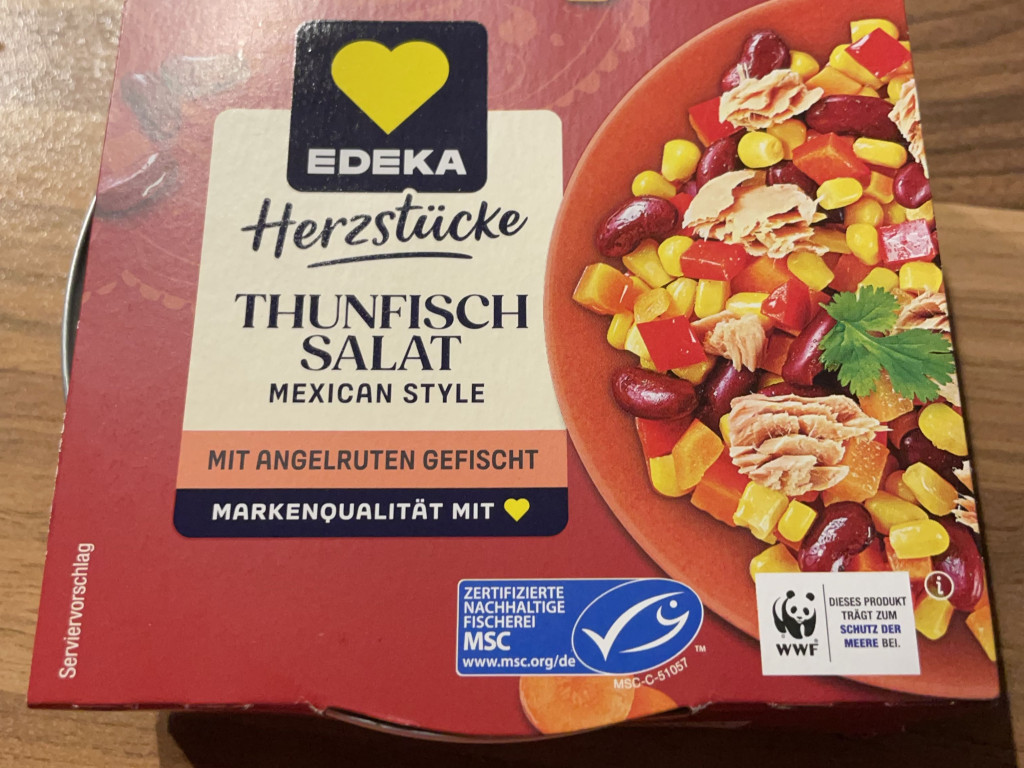 EDEKA
Herzstücke
THUNFISCH
SALAT
MEXICAN STYLE
MIT ANGELRUTEN GEFISCHT
MARKENQUALITÄT MIT
Serviervorschlag
ZERTIFIZIERTE
NACHHALTIGE
FISCHEREI
MSC
www.msc.org/de
TM
MSC-C-51057
WWF
DIESES PRODUKT
TRÄGT ZUM
SCHUTZ DER
MEERE BEI.
i